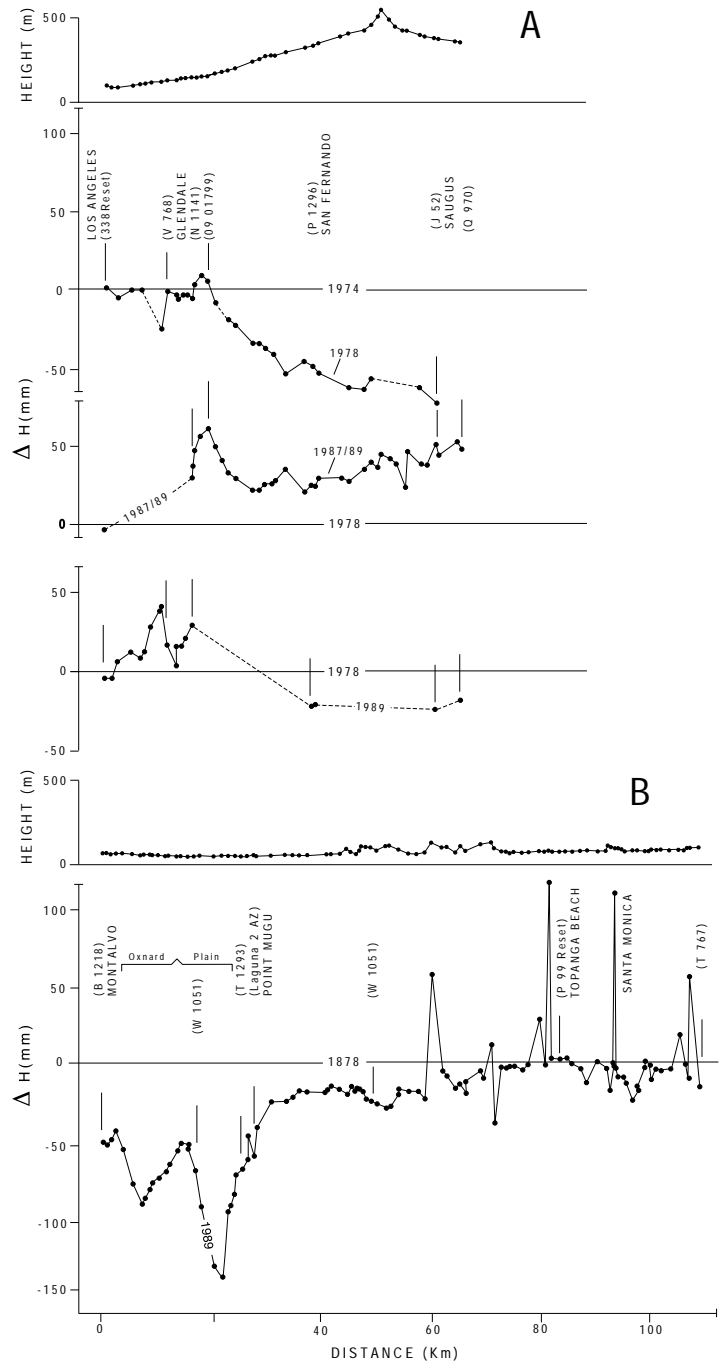 A
HEIGHT (m)
500
0
100
50
0
-50
LOS ANGELES
(338Reset)
(V 768)
GLENDALE
(N 1141)
(09 01799)
(P 1296)
SAN FERNANDO
(J 52)
SAUGUS
(Q 970)
1974
1978
Δ H(mm)
50
0
1987/89
1987/89
1978
50
0
-50
1978
1989
B
HEIGHT (m)
500
0
100
50
0
-50
-100
-150
Δ H(mm)
(B 1218)
MONTALVO
Oxnard Plain
(W 1051)
(T 1293)
(Laguna 2 AZ)
POINT MUGU
(W 1051)
(P 99 Reset)
TOPANGA BEACH
SANTA MONICA
(T 767)
1878
1989
0 20 40 60 80 100
DISTANCE (Km)